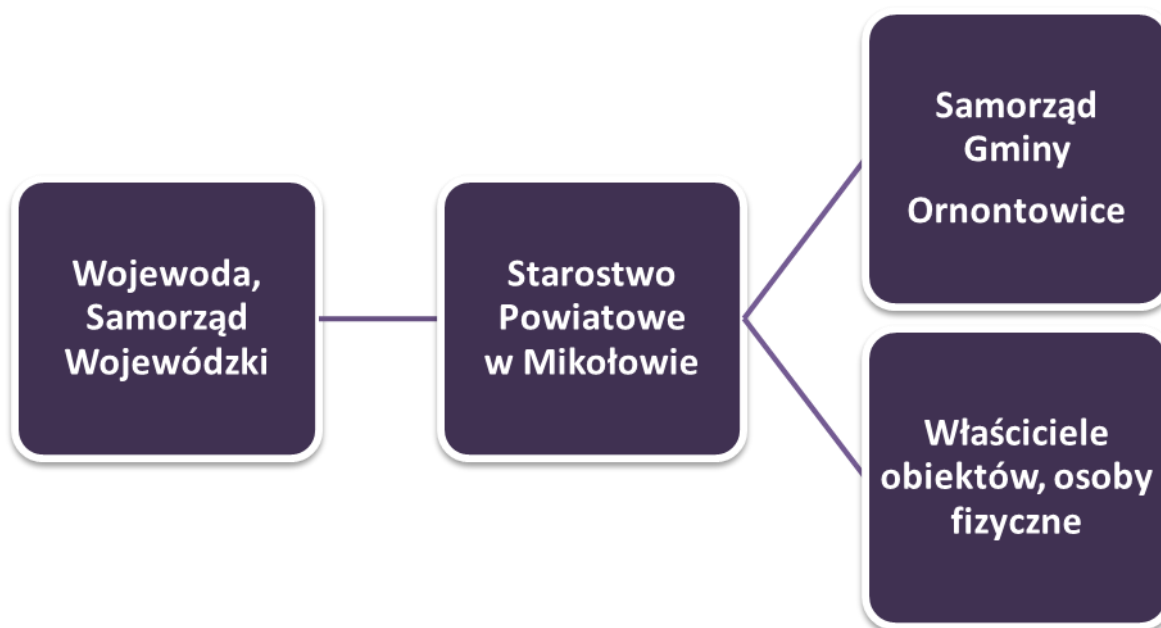 Wojewoda,
Samorząd
Wojewódzki
Starostwo
Powiatowe
w Mikołowie
Samorząd
Gminy
Ornontowice
Właściciele
obiektów, osoby
fizyczne